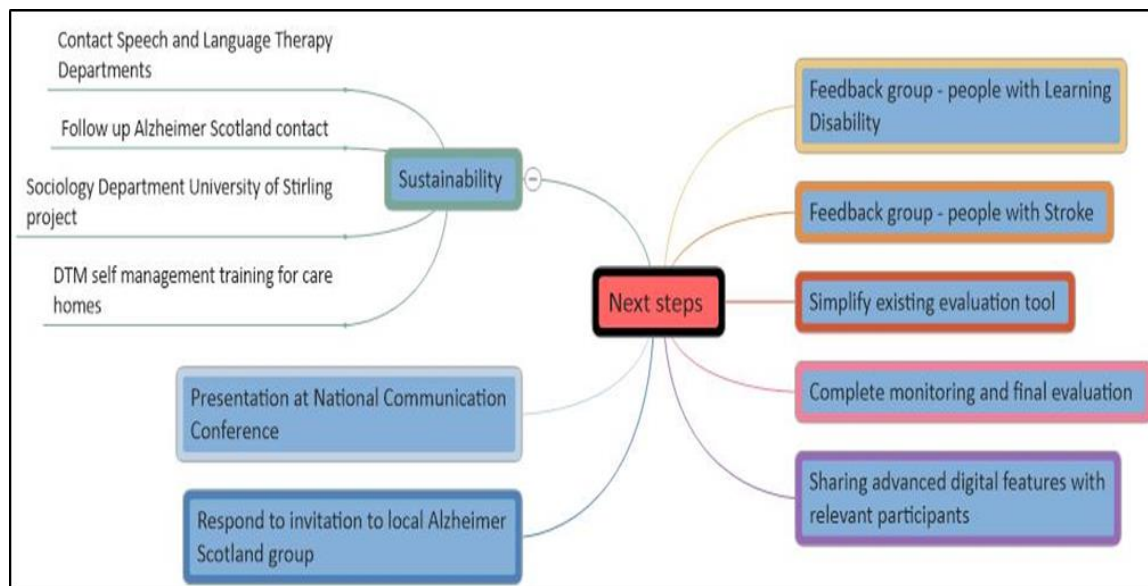 Contact Speech and Language Therapy
Departments
Follow up Alzheimer Scotland contact
Sociology Department University of Stirling
project
DTM self management training for care
homes
Sustainability
Presentation at National Communication
Conference
Respond to invitation to local Alzheimer
Scotland group
Next steps
Feedback group - people with Learning
Disability
Feedback group - people with Stroke
Simplify existing evaluation tool
Complete monitoring and final evaluation
Sharing advanced digital features with
relevant participants